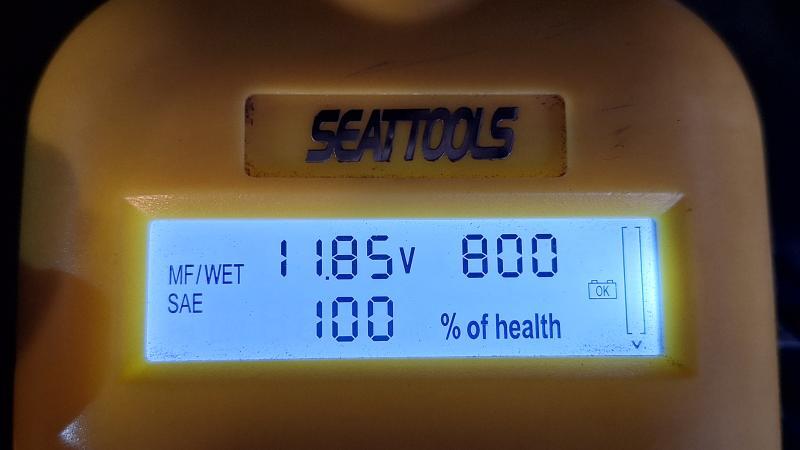 SEATTOOLS
MF/WET 11.85V 800
SAE
OK
100 % of health